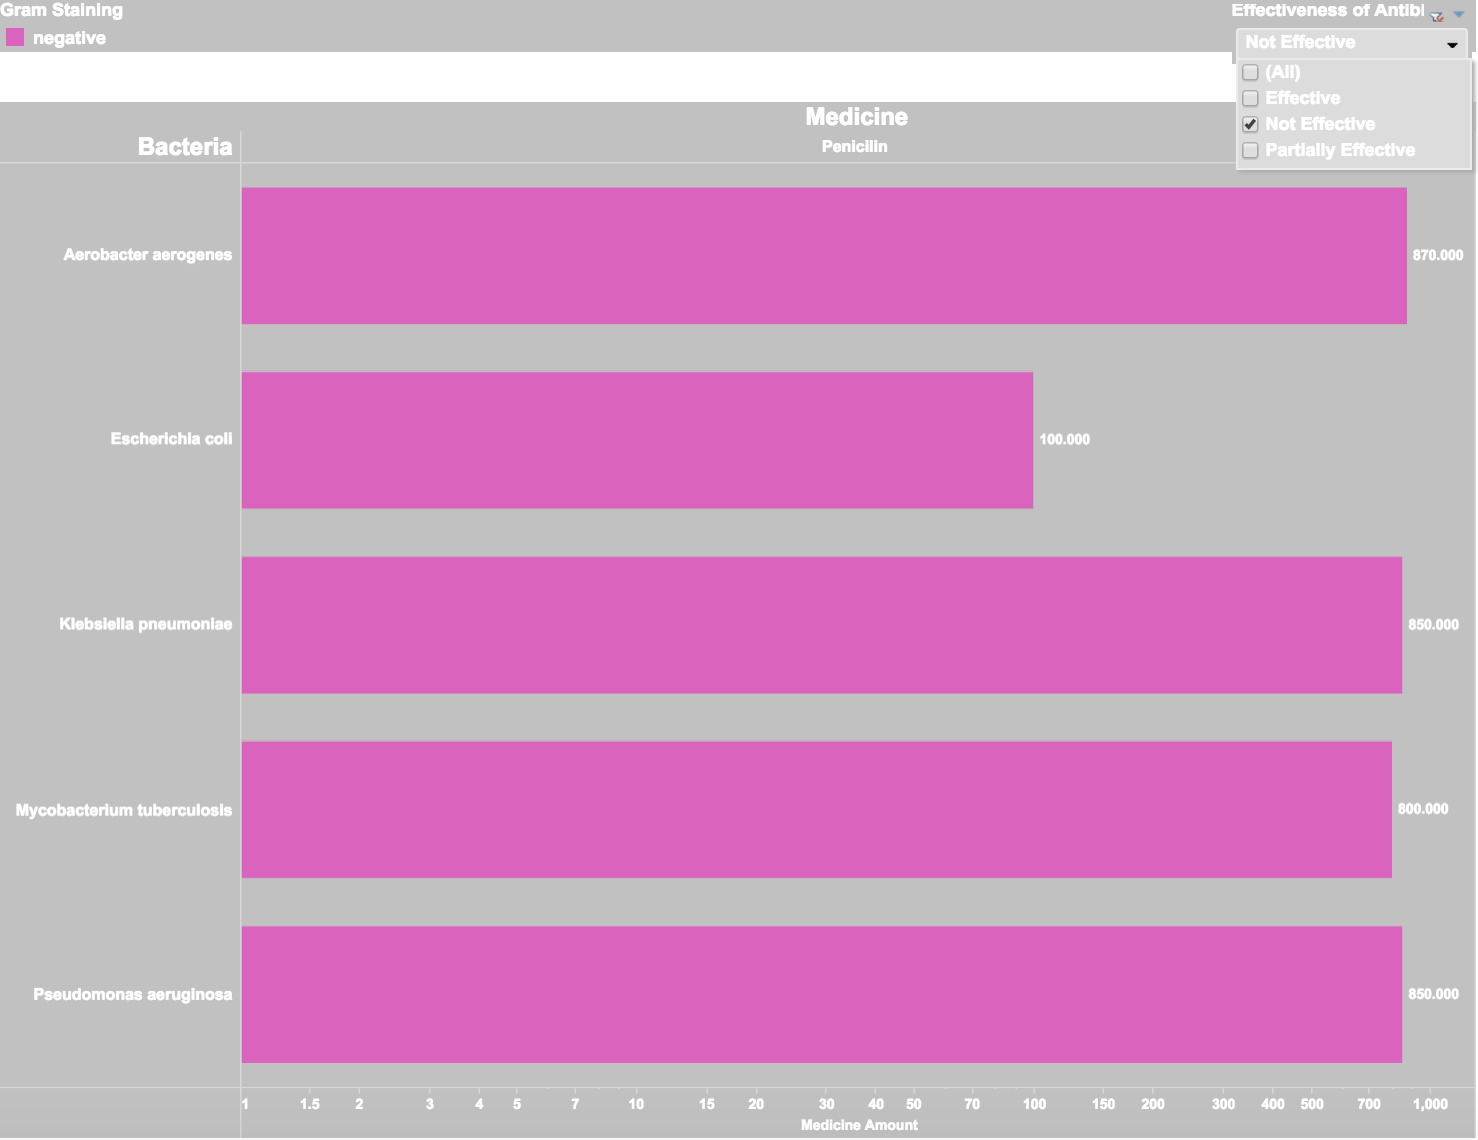 Gram Staining
negative
Effectiveness of Antibi
Not Effective
(All)
Effective
Not Effective
Partially Effective
Medicine
Bacteria
Penicilin
Aerobacter aerogenes
870.000
Escherichia coli
100.000
Klebsiella pneumoniae
850.000
Mycobacterium tuberculosis
800.000
Pseudomonas aeruginosa
850.000
1 1.5 2 3 4 5 7 10 15 20 30 40 50 70 100 150 200 300 400 500 700 1,000
Medicine Amount